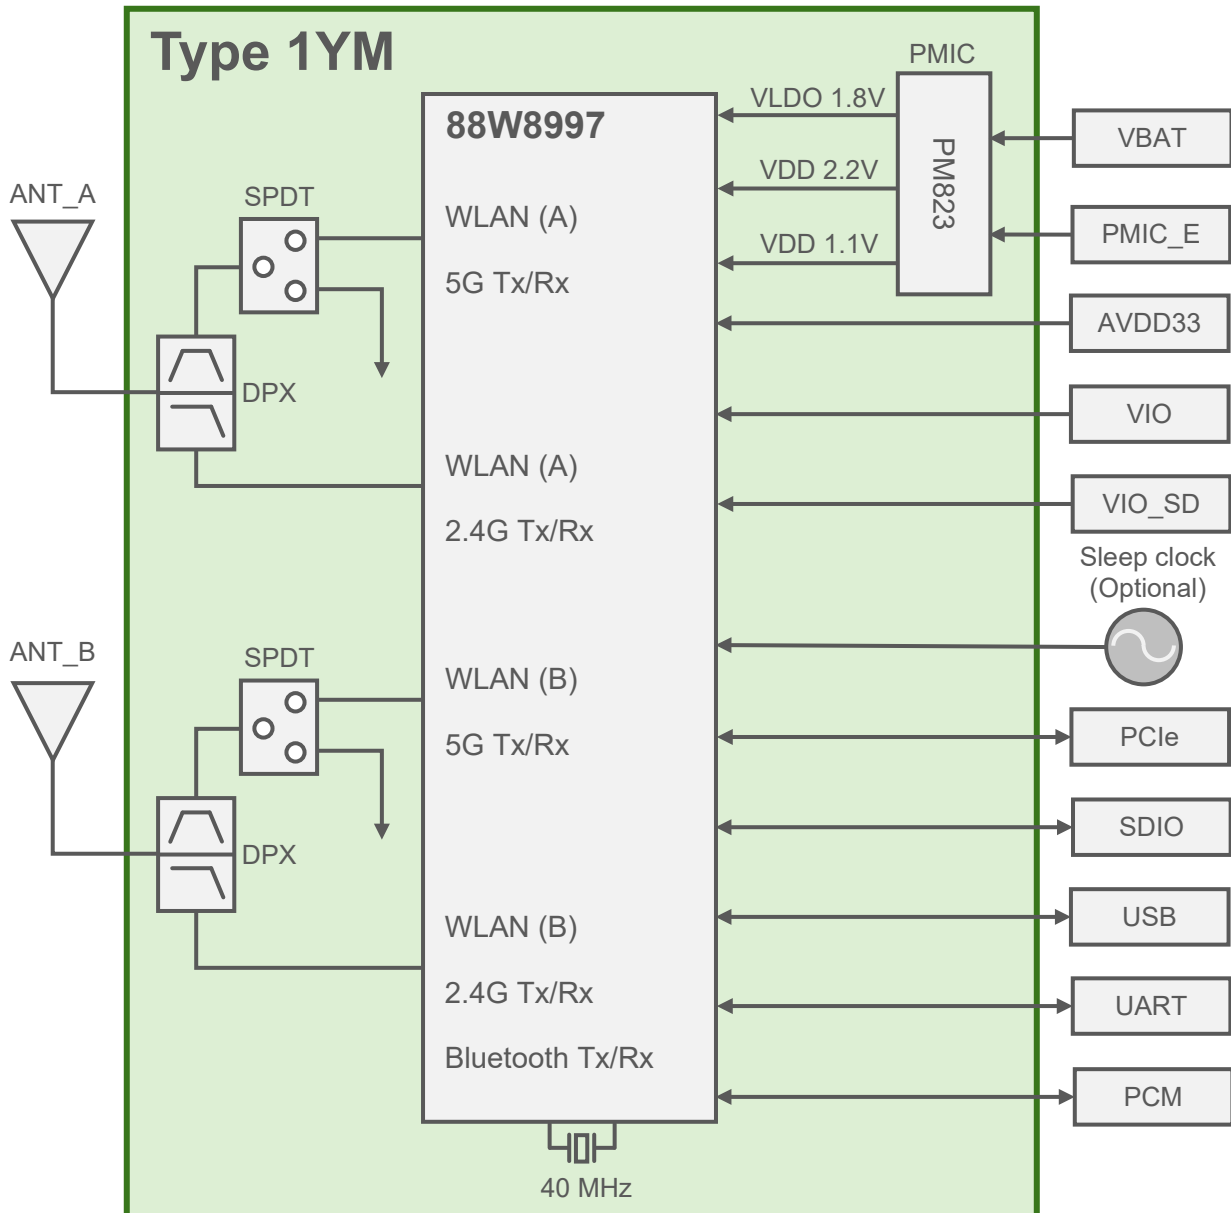 Type 1YM
PMIC
88W8997
VLDO 1.8V
VDD 2.2V
VDD 1.1V
PM823
VBAT
PMIC_E
AVDD33
VIO
VIO_SD
Sleep clock
(Optional)
PCIe
SDIO
USB
UART
PCM
ANT_A
SPDT
DPX
WLAN (A)
5G Tx/Rx
WLAN (A)
2.4G Tx/Rx
ANT_B
SPDT
DPX
WLAN (B)
5G Tx/Rx
WLAN (B)
2.4G Tx/Rx
Bluetooth Tx/Rx
40 MHz